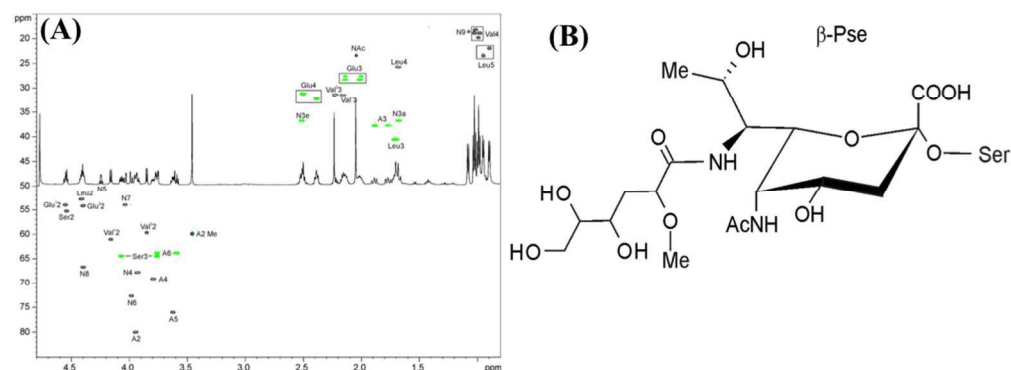 ppm
(A)
20
25
30
35
40
45
50
55
60
65
70
75
80
4.5
4.0
3.5
3.0
2.5
2.0
1.5
ppm
N9
Val4
Leu5
NAc
Leu4
Glu3
Glu4
Val'3
Val 3
N3e
A3
N3a
Leu3
N5
Leu2
Glu'2
Glu'2
Ser2
N7
Val'2
Val'2
A2 Me
Ser3
A6
N8
N4
A4
N6
A5
A2
(B)
β-Pse
OH
Me
COOH
O
O
Ser
O
NH
AcNH
OH
HO
HO
OH
O
Me